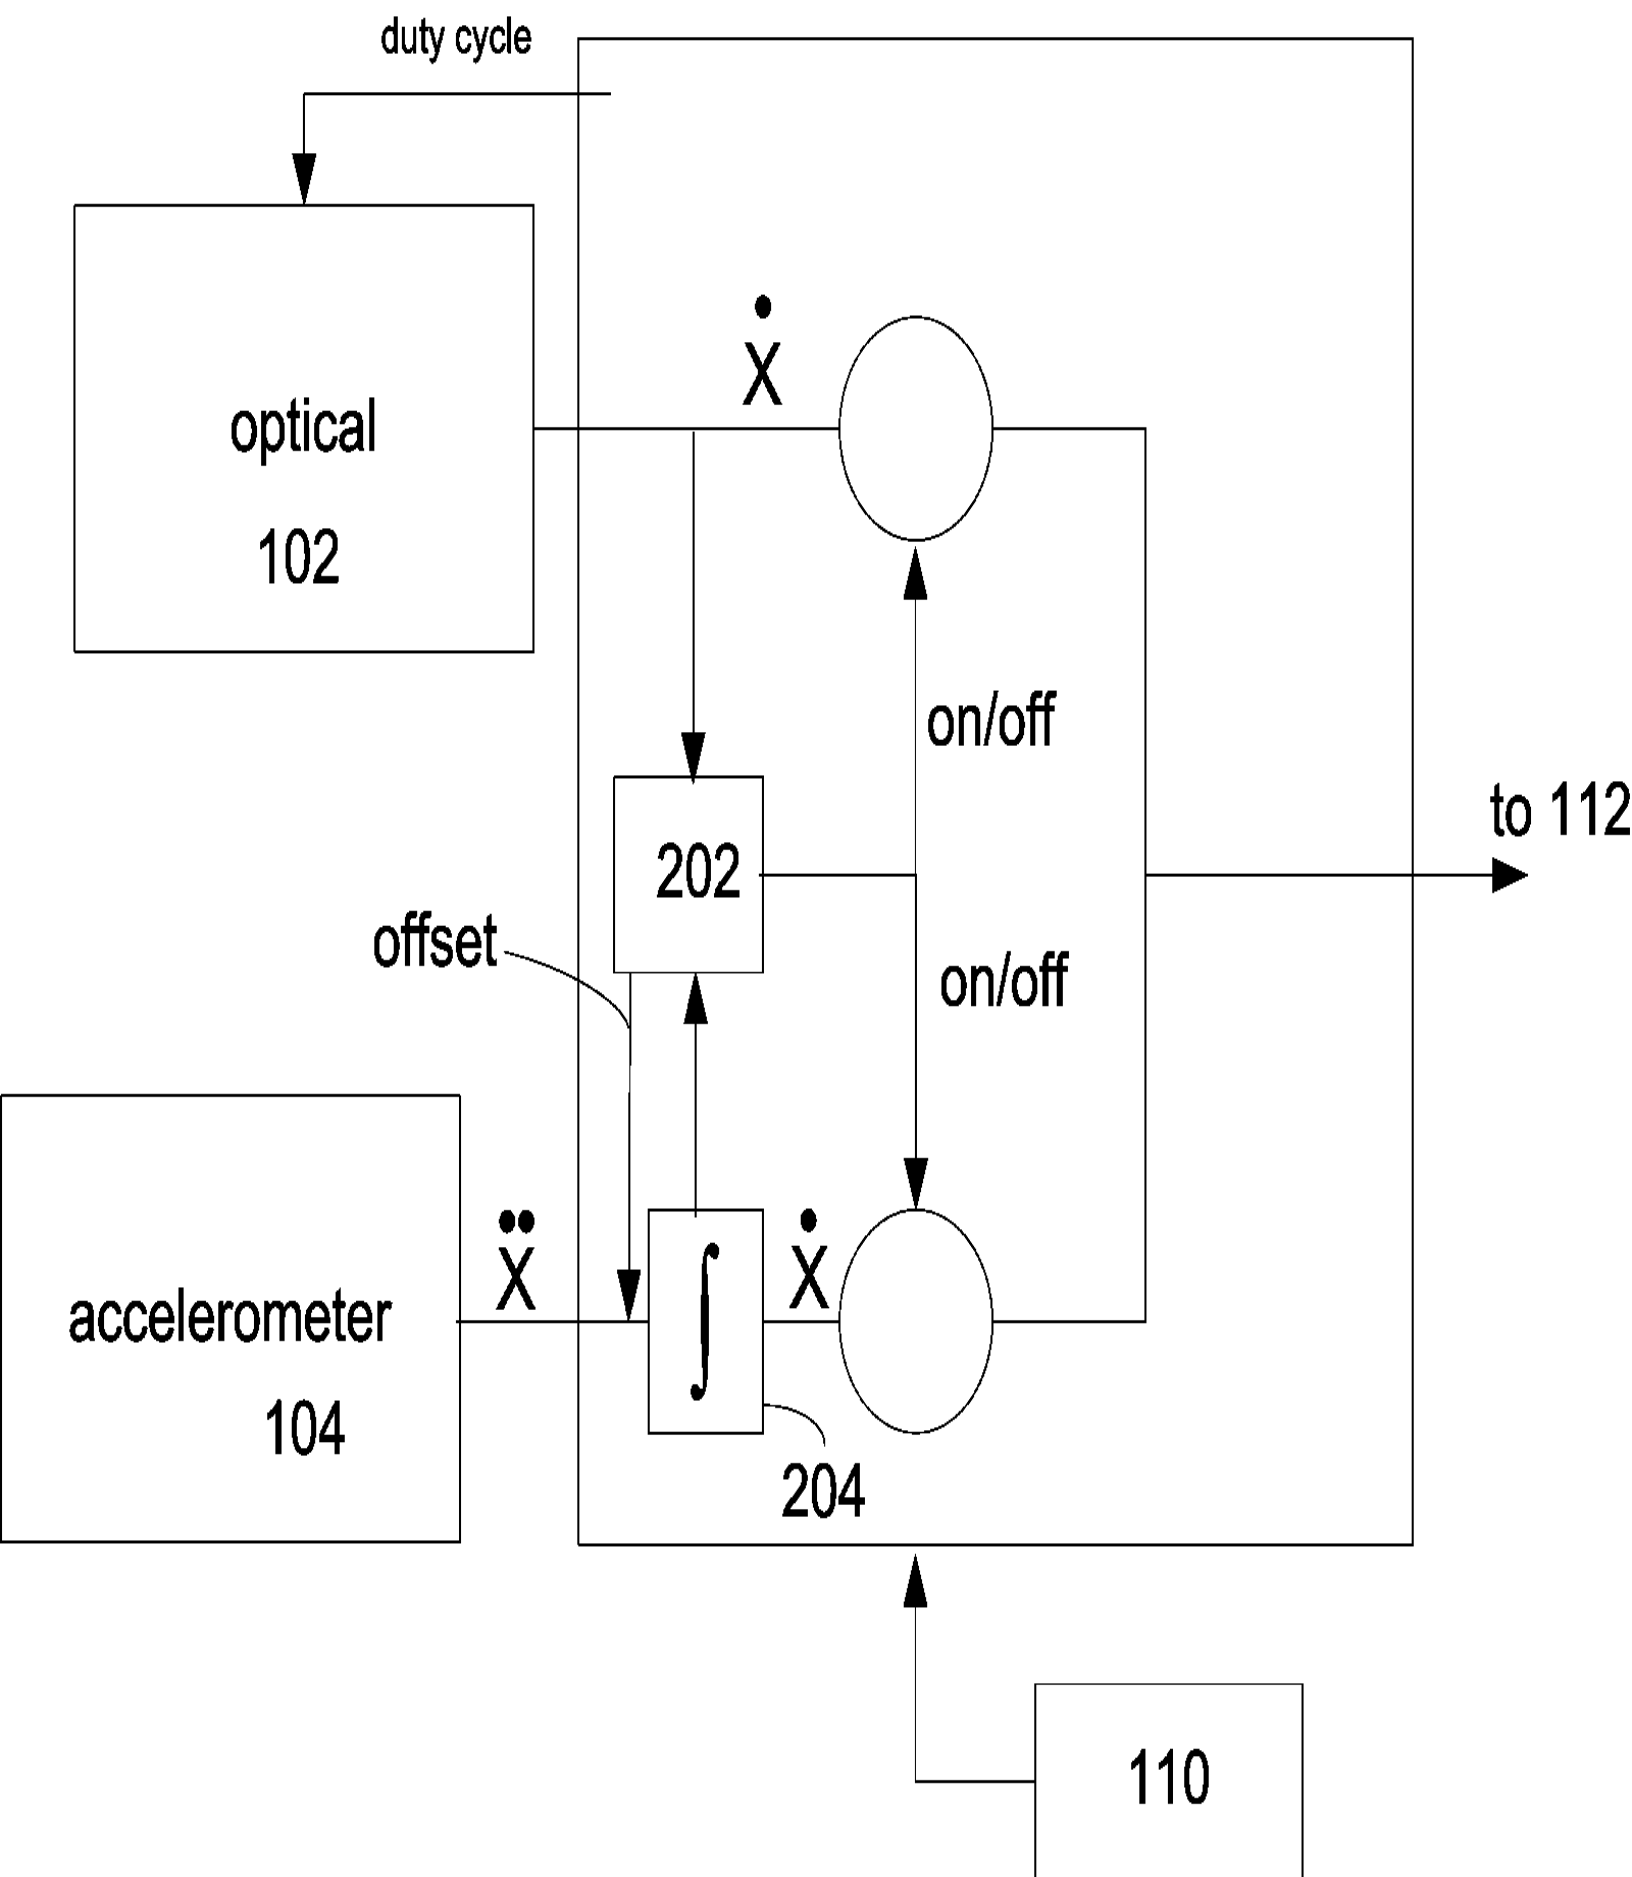 duty cycle
Ẋ
optical
102
on/off
to 112
202
offset
on/off
Ẍ
Ẋ
accelerometer
∫
104
204
110